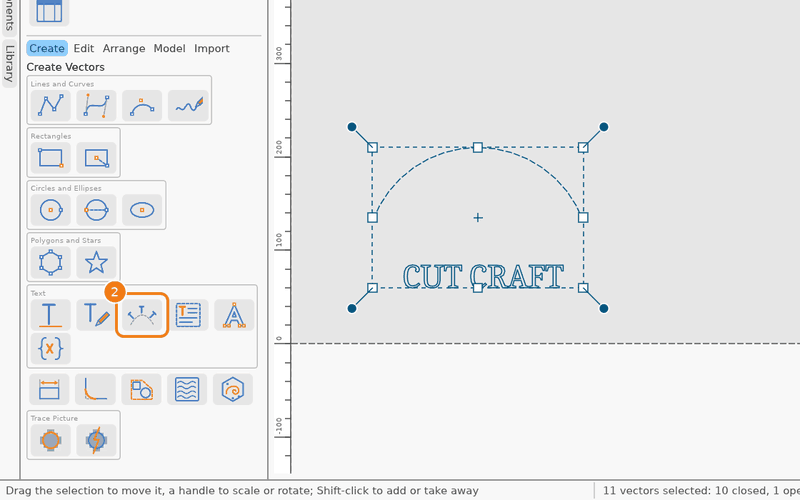 onents
Library
Create Edit Arrange Model Import
Create Vectors
Lines and Curves
Rectangles
Circles and Ellipses
Polygons and Stars
Text
2
Trace Picture
300
200
100
0
-100
CUT CRAFT
Drag the selection to move it, a handle to scale or rotate; Shift-click to add or take away
11 vectors selected: 10 closed, 1 ope